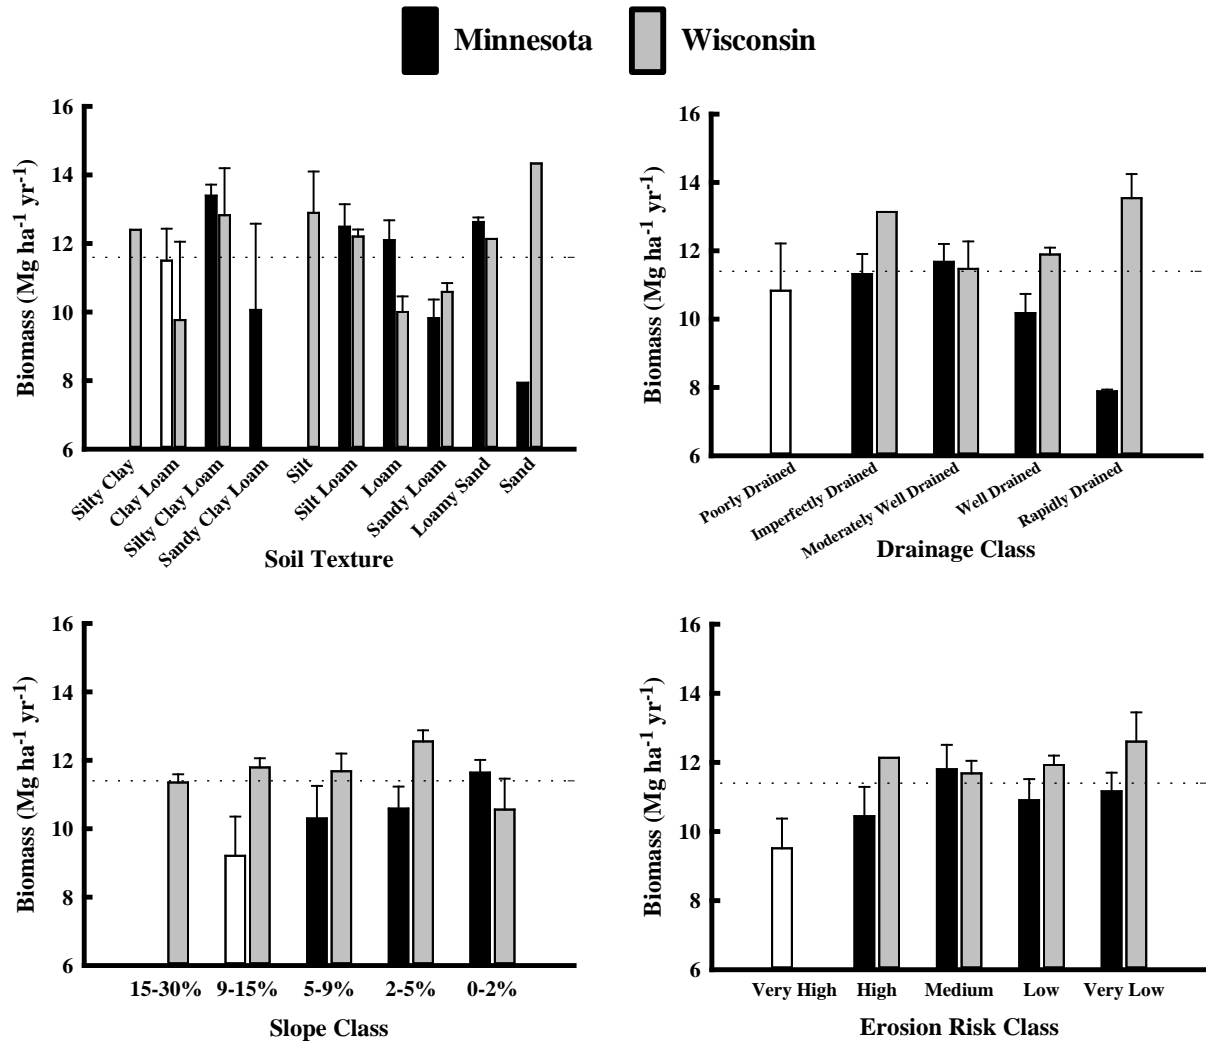 Minnesota Wisconsin
16
14
12
10
8
6
Biomass (Mg ha-1 yr-1)
Silty Clay
Clay Loam
Silty Clay Loam
Sandy Clay Loam
Silt
Silt Loam
Loam
Sandy Loam
Loamy Sand
Sand
Soil Texture
16
14
12
10
8
6
Biomass (Mg ha-1 yr-1)
Poorly Drained
Imperfectly Drained
Moderately Well Drained
Well Drained
Rapidly Drained
Drainage Class
16
14
12
10
8
6
Biomass (Mg ha-1 yr-1)
15-30% 9-15% 5-9% 2-5% 0-2%
Slope Class
16
14
12
10
8
6
Biomass (Mg ha-1 yr-1)
Very High High Medium Low Very Low
Erosion Risk Class